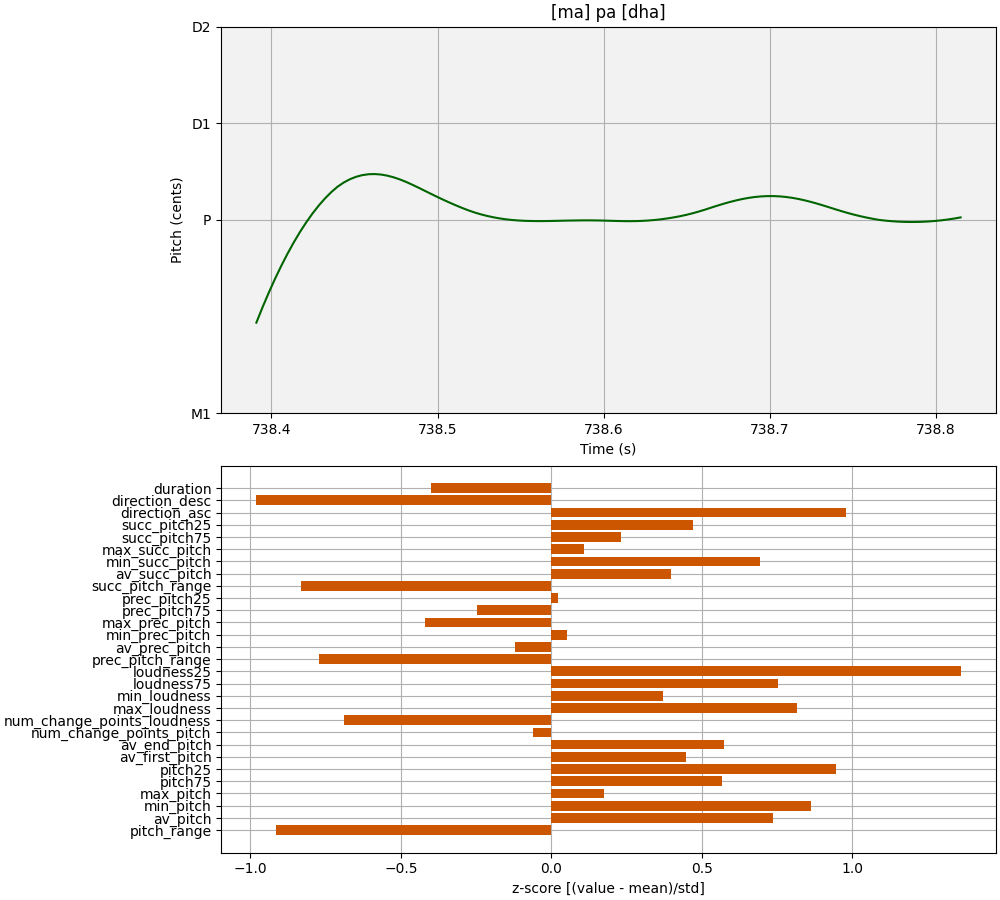 [ma] pa [dha]
D2
D1
P
M1
Pitch (cents)
738.4 738.5 738.6 738.7 738.8
Time (s)
duration
direction_desc
direction_asc
succ_pitch25
succ_pitch75
max_succ_pitch
min_succ_pitch
av_succ_pitch
succ_pitch_range
prec_pitch25
prec_pitch75
max_prec_pitch
min_prec_pitch
av_prec_pitch
prec_pitch_range
loudness25
loudness75
min_loudness
max_loudness
num_change_points_loudness
num_change_points_pitch
av_end_pitch
av_first_pitch
pitch25
pitch75
max_pitch
min_pitch
av_pitch
pitch_range
−1.0 −0.5 0.0 0.5 1.0
z-score [(value - mean)/std]